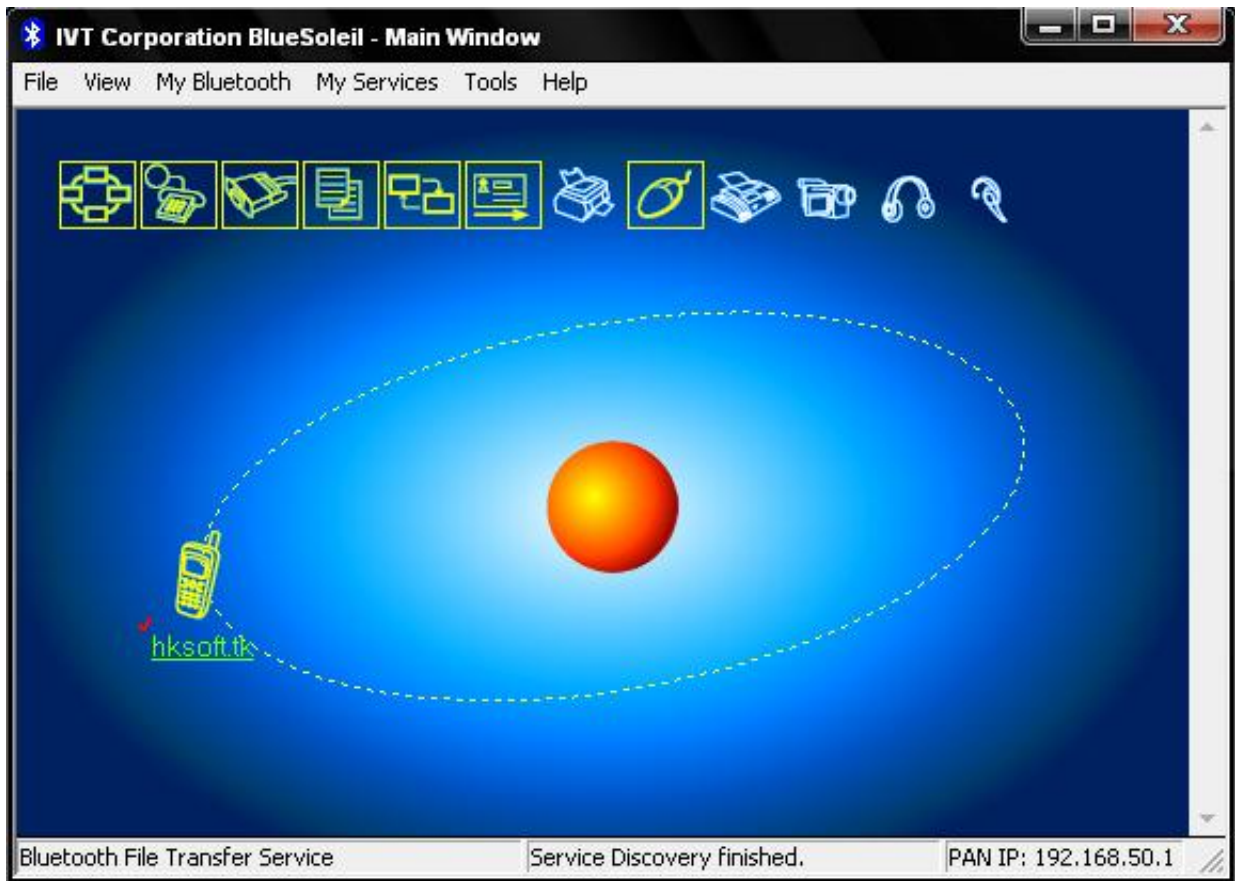 IVT Corporation BlueSoleil - Main Window
File View My Bluetooth My Services Tools Help
hksoft.tk
Bluetooth File Transfer Service Service Discovery finished. PAN IP: 192.168.50.1